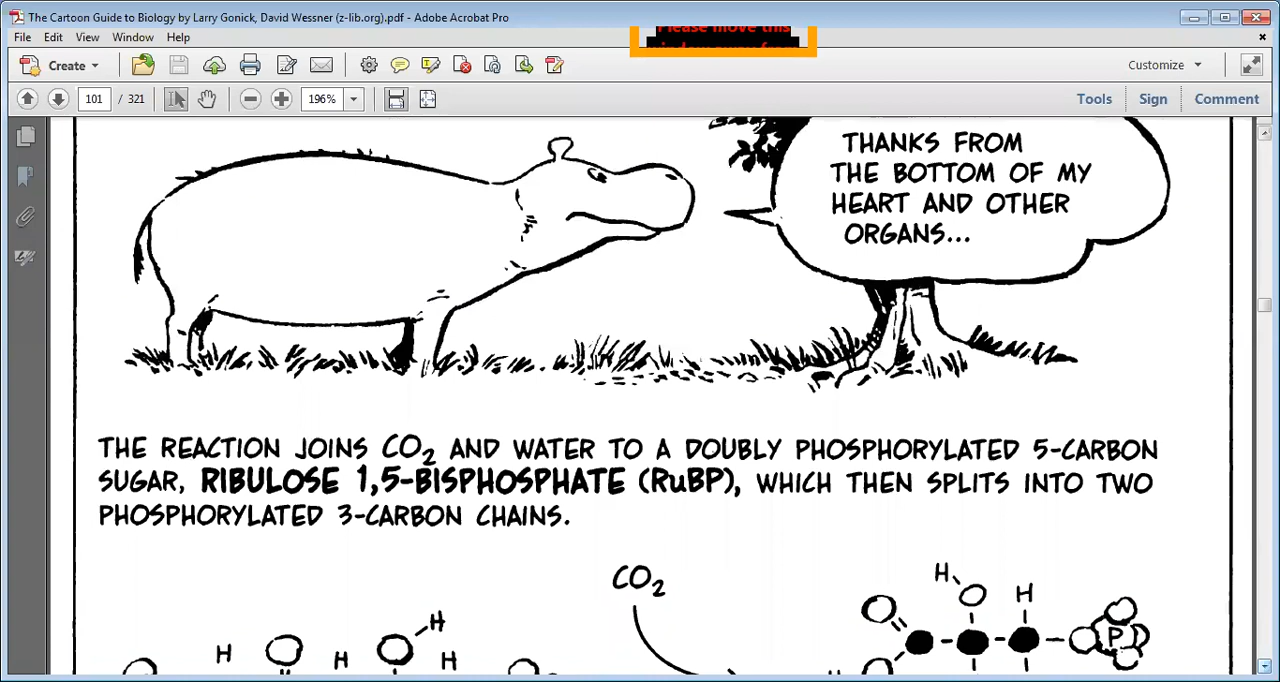 The Cartoon Guide to Biology by Larry Gonick, David Wessner (z-lib.org).pdf - Adobe Acrobat Pro
File Edit View Window Help
Please move this
Create
Customize
101 / 321
196%
Tools Sign Comment
THANKS FROM
THE BOTTOM OF MY
HEART AND OTHER
ORGANS...
THE REACTION JOINS CO2 AND WATER TO A DOUBLY PHOSPHORYLATED 5-CARBON
SUGAR, RIBULOSE 1,5-BISPHOSPHATE (RuBP), WHICH THEN SPLITS INTO TWO
PHOSPHORYLATED 3-CARBON CHAINS.
CO2
H
H
H
P
H
H
H
H